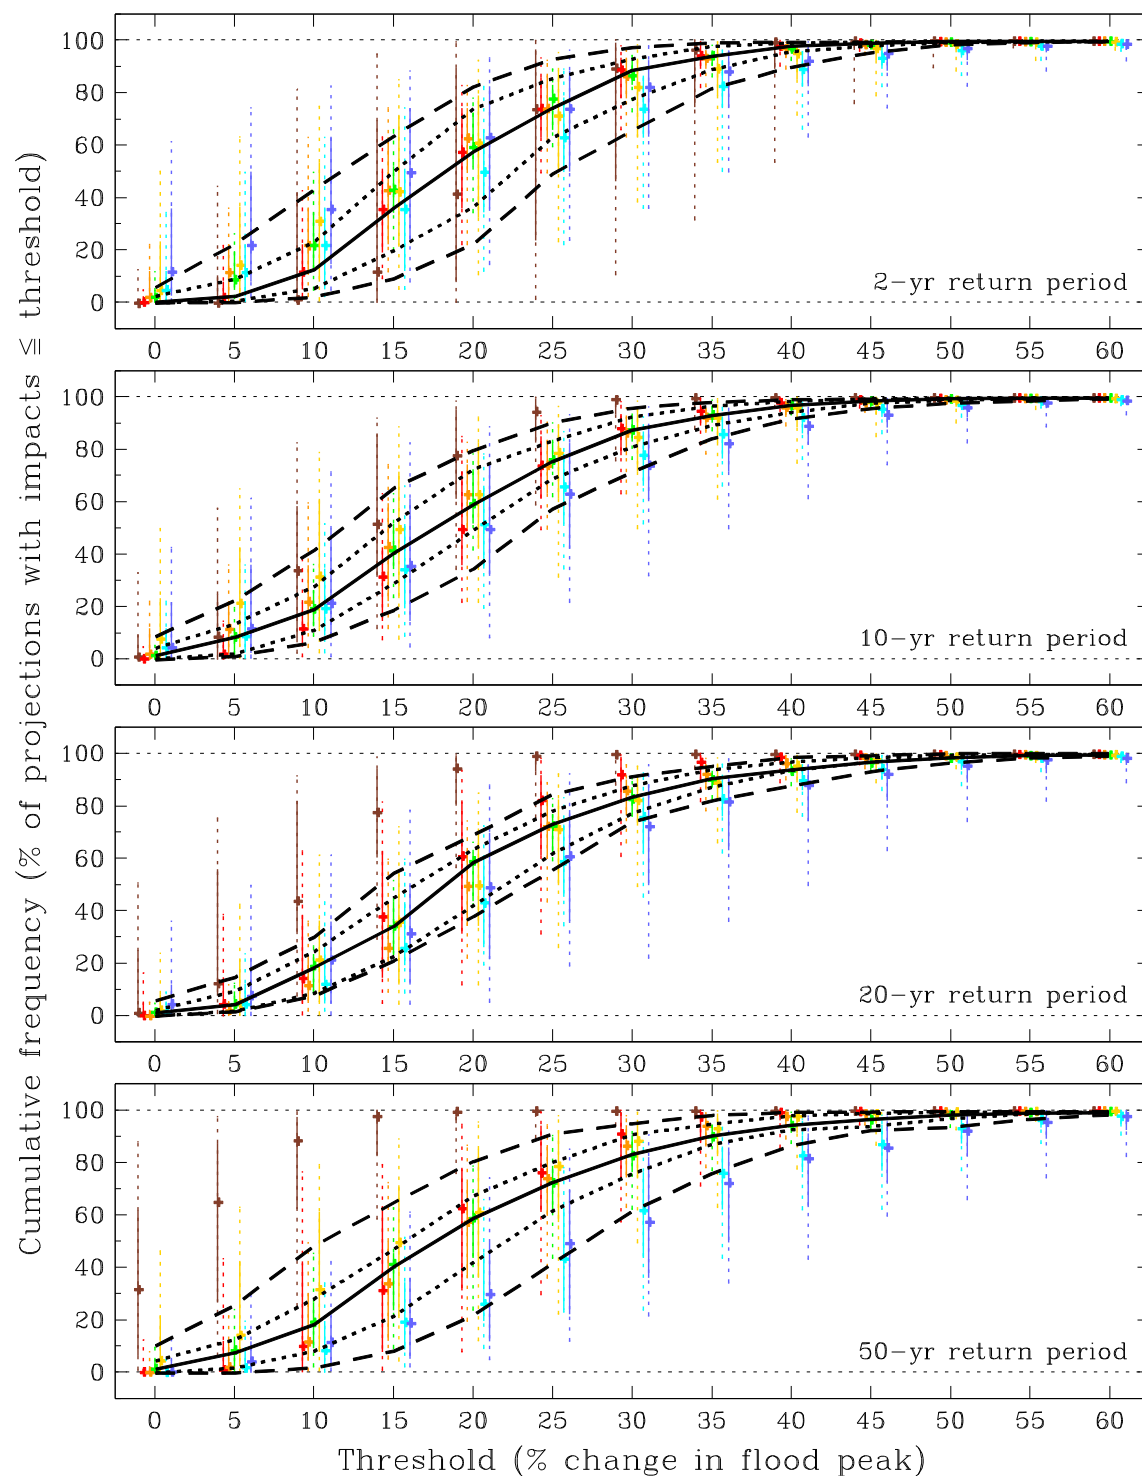 Cumulative frequency (% of projections with impacts ≤ threshold)
100
80
60
40
20
0
2-yr return period
0 5 10 15 20 25 30 35 40 45 50 55 60
100
80
60
40
20
0
10-yr return period
0 5 10 15 20 25 30 35 40 45 50 55 60
100
80
60
40
20
0
20-yr return period
0 5 10 15 20 25 30 35 40 45 50 55 60
100
80
60
40
20
0
50-yr return period
0 5 10 15 20 25 30 35 40 45 50 55 60
Threshold (% change in flood peak)